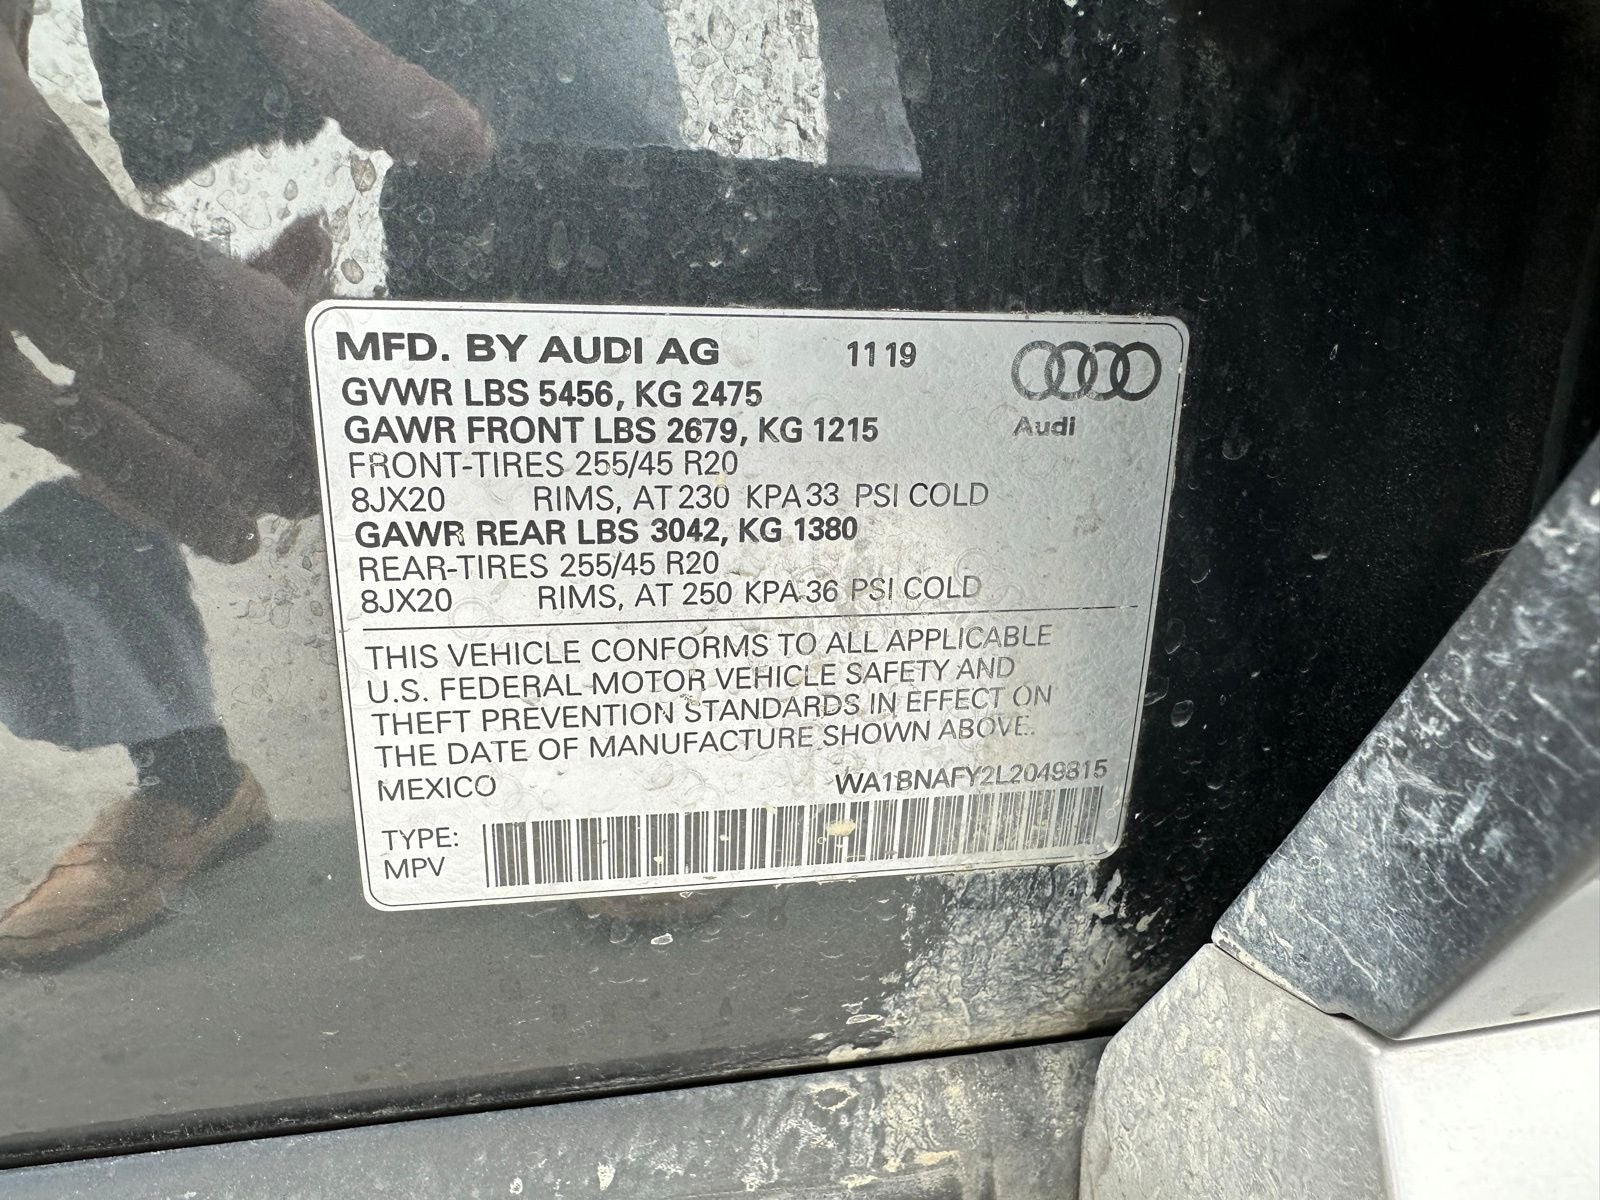 MFD. BY AUDI AG 11 19
GVWR LBS 5456, KG 2475
GAWR FRONT LBS 2679, KG 1215
Audi
FRONT-TIRES 255/45 R20
8JX20 RIMS, AT 230 KPA 33 PSI COLD
GAWR REAR LBS 3042, KG 1380
REAR-TIRES 255/45 R20
8JX20 RIMS, AT 250 KPA 36 PSI COLD
THIS VEHICLE CONFORMS TO ALL APPLICABLE
U.S. FEDERAL MOTOR VEHICLE SAFETY AND
THEFT PREVENTION STANDARDS IN EFFECT ON
THE DATE OF MANUFACTURE SHOWN ABOVE.
MEXICO WA1BNAFY2L2049815
TYPE:
MPV